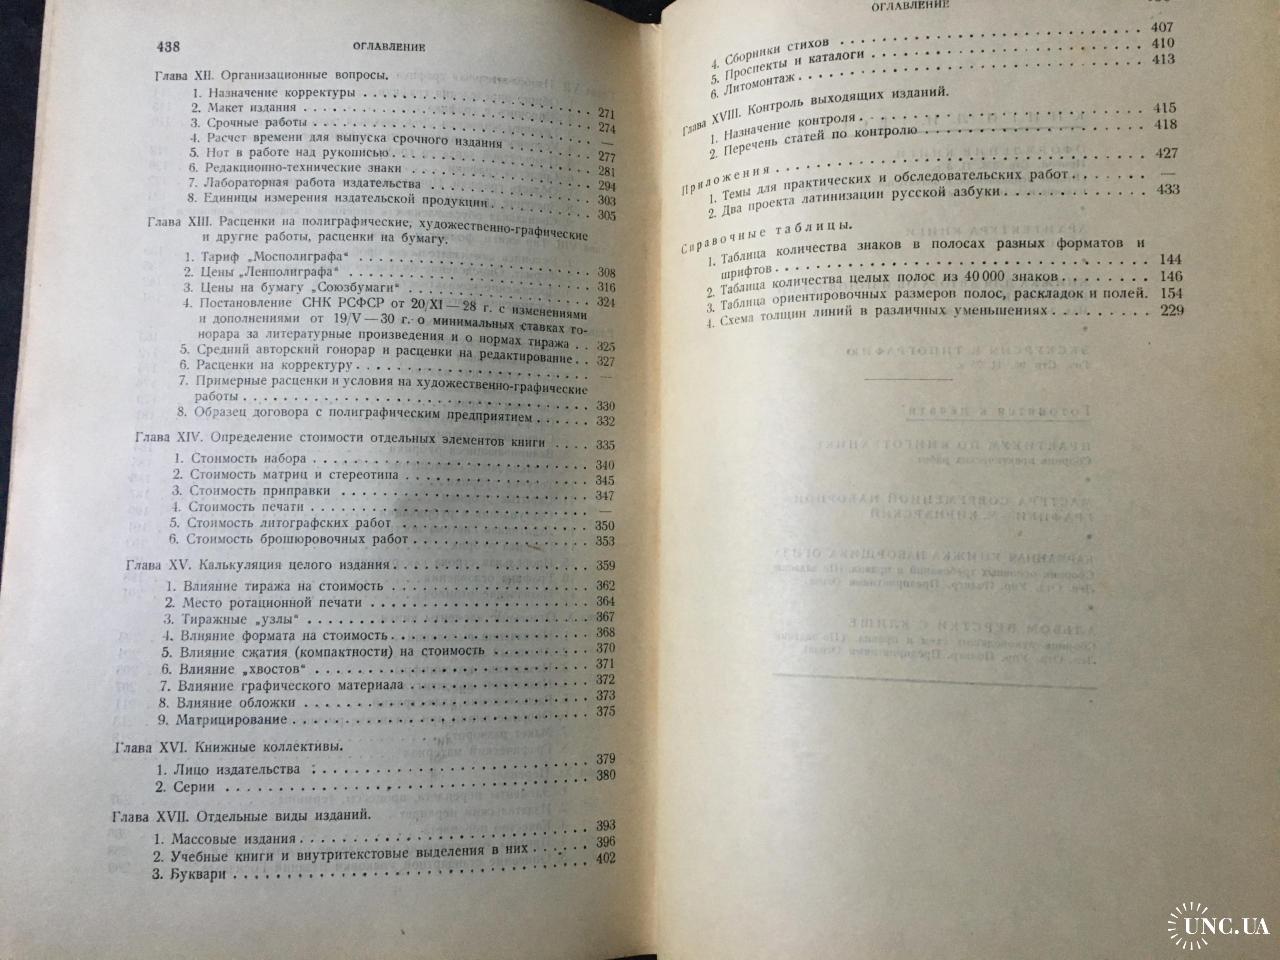 438 ОГЛАВЛЕНИЕ
Глава XII. Организационные вопросы.
1. Назначение корректуры . . . . . . . . 271
2. Макет издания . . . . . . . . 274
3. Срочные работы . . . . . . . . —
4. Расчет времени для выпуска срочного издания . . . . . . . . 277
5. Нот в работе над рукописью . . . . . . . . 281
6. Редакционно-технические знаки . . . . . . . . 294
7. Лабораторная работа издательства . . . . . . . . 303
8. Единицы измерения издательской продукции . . . . . . . . 305
Глава XIII. Расценки на полиграфические, художественно-графические
и другие работы, расценки на бумагу.
1. Тариф „Мосполиграфа“ . . . . . . . . 308
2. Цены „Ленполиграфа“ . . . . . . . . 316
3. Цены на бумагу „Союзбумаги“ . . . . . . . . 324
4. Постановление СНК РСФСР от 20/XI — 28 г. с изменениями
и дополнениями от 19/V — 30 г. о минимальных ставках го-
норара за литературные произведения и о нормах тиража . . 325
5. Средний авторский гонорар и расценки на редактирование . . 327
6. Расценки на корректуру . . . . . . . . —
7. Примерные расценки и условия на художественно-графические
работы . . . . . . . . 330
8. Образец договора с полиграфическим предприятием . . . . . . 332
Глава XIV. Определение стоимости отдельных элементов книги . . . . 335
1. Стоимость набора . . . . . . . . 340
2. Стоимость матриц и стереотипа . . . . . . . . 345
3. Стоимость приправки . . . . . . . . 347
4. Стоимость печати . . . . . . . . —
5. Стоимость литографских работ . . . . . . . . 350
6. Стоимость брошюровочных работ . . . . . . . . 353
Глава XV. Калькуляция целого издания . . . . . . . . 359
1. Влияние тиража на стоимость . . . . . . . . 362
2. Место ротационной печати . . . . . . . . 364
3. Тиражные „узлы“ . . . . . . . . 367
4. Влияние формата на стоимость . . . . . . . . 368
5. Влияние сжатия (компактности) на стоимость . . . . . . . . 370
6. Влияние „хвостов“ . . . . . . . . 371
7. Влияние графического материала . . . . . . . . 372
8. Влияние обложки . . . . . . . . 373
9. Матрицирование . . . . . . . . 375
Глава XVI. Книжные коллективы.
1. Лицо издательства . . . . . . . . 379
2. Серии . . . . . . . . 380
Глава XVII. Отдельные виды изданий.
1. Массовые издания . . . . . . . . 393
2. Учебные книги и внутритекстовые выделения в них . . . . . . 396
3. Буквари . . . . . . . . 402
ОГЛАВЛЕНИЕ
4. Сборники стихов . . . . . . . . 407
5. Проспекты и каталоги . . . . . . . . 410
6. Литомонтаж . . . . . . . . 413
Глава XVIII. Контроль выходящих изданий.
1. Назначение контроля . . . . . . . . 415
2. Перечень статей по контролю . . . . . . . . 418
Приложения . . . . . . . . 427
1. Темы для практических и обследовательских работ . . . . . . —
2. Два проекта латинизации русской азбуки . . . . . . . . 433
Справочные таблицы.
1. Таблица количества знаков в полосах разных форматов и
шрифтов . . . . . . . . 144
2. Таблица количества целых полос из 40 000 знаков . . . . . . . . 146
3. Таблица ориентировочных размеров полос, раскладок и полей. 154
4. Схема толщин линий в различных уменьшениях . . . . . . . . 229
UNC.UA